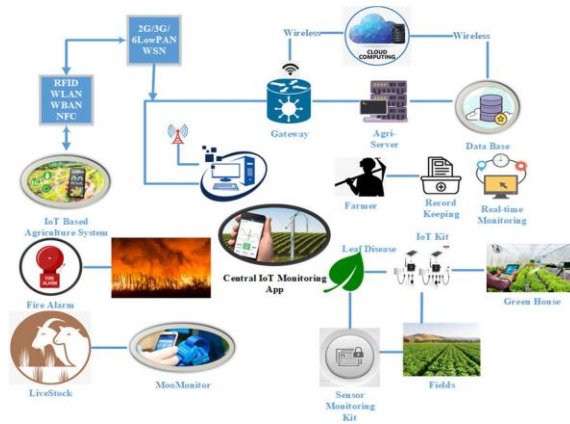 2G/3G/
6LowPAN
WSN
Wireless
CLOUD
COMPUTING
Wireless
RFID
WLAN
WBAN
NFC
Gateway
Agri-
Server
Data Base
IoT Based
Agriculture System
Farmer
Record
Keeping
Real-time
Monitoring
Central IoT Monitoring
App
Leaf Disease
IoT Kit
FIRE
ALARM
Fire Alarm
Green House
LiveStock
MooMonitor
Sensor
Monitoring
Kit
Fields